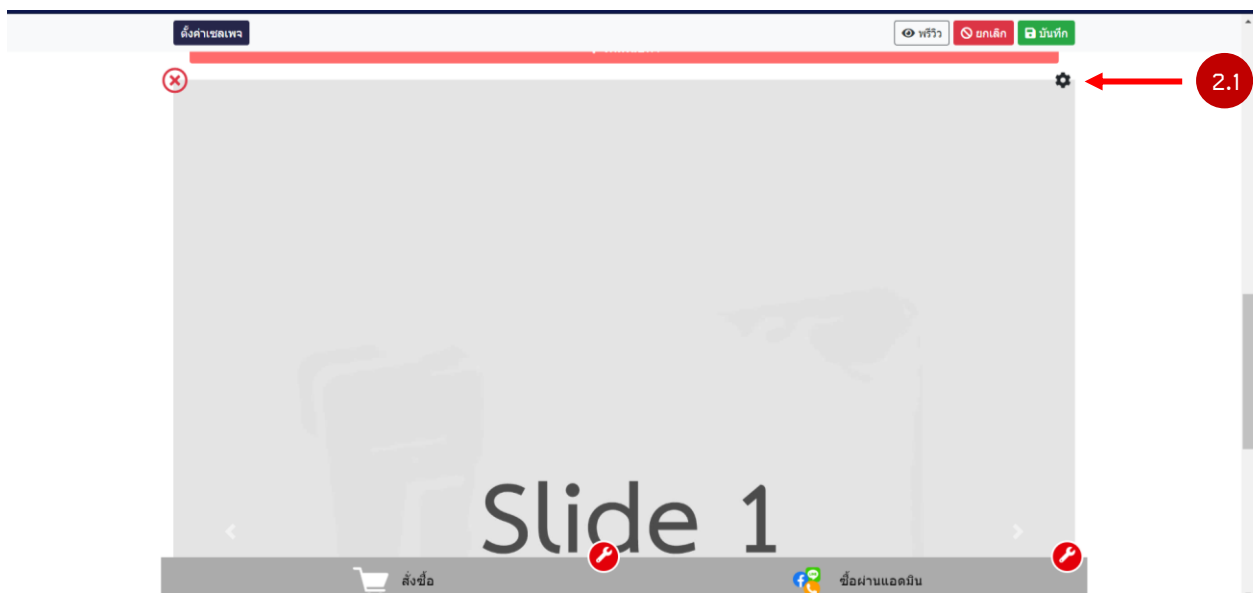 ตั้งค่าเซลเพจ
พรีวิว ยกเลิก บันทึก
2.1
Slide 1
สั่งซื้อ ซื้อผ่านแอดมิน